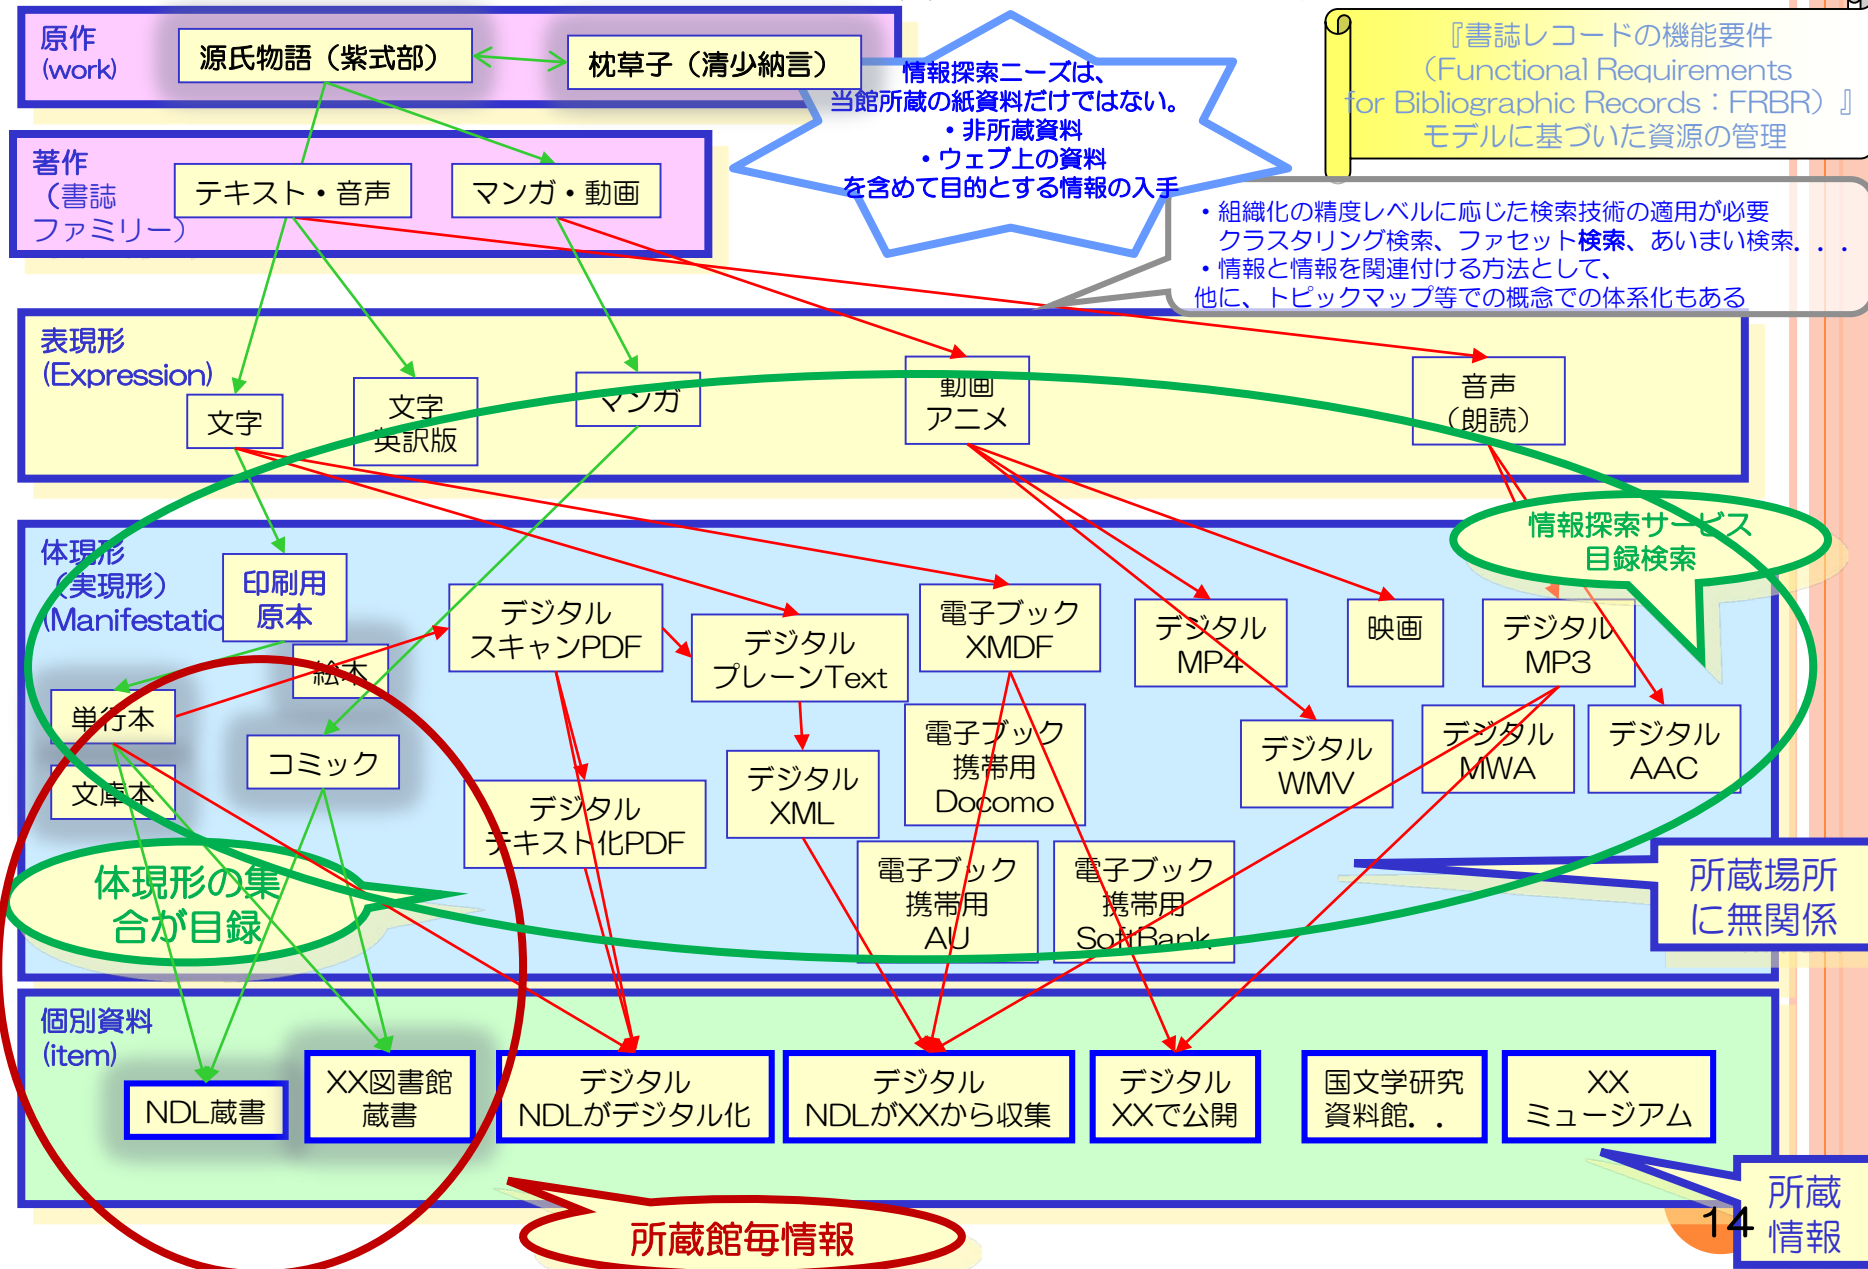 原作
(work)
源氏物語（紫式部）
枕草子（清少納言）
情報探索ニーズは、
当館所蔵の紙資料だけではない。
・非所蔵資料
・ウェブ上の資料
を含めて目的とする情報の入手
『書誌レコードの機能要件
（Functional Requirements
for Bibliographic Records：FRBR）』
モデルに基づいた資源の管理
著作
（書誌
ファミリー）
テキスト・音声
マンガ・動画
・組織化の精度レベルに応じた検索技術の適用が必要
クラスタリング検索、ファセット検索、あいまい検索．．．
・情報と情報を関連付ける方法として、
他に、トピックマップ等での概念での体系化もある
表現形
(Expression)
文字
文字
英訳版
マンガ
動画
アニメ
音声
（朗読）
情報探索サービス
目録検索
体現形
（実現形）
(Manifestatio
印刷用
原本
絵本
単行本
文庫本
コミック
デジタル
スキャンPDF
デジタル
テキスト化PDF
デジタル
プレーンText
デジタル
XML
電子ブック
XMDF
電子ブック
携帯用
Docomo
電子ブック
携帯用
AU
電子ブック
携帯用
SoftBank
デジタル
MP4
デジタル
WMV
映画
デジタル
MP3
デジタル
MWA
デジタル
AAC
体現形の集
合が目録
所蔵場所
に無関係
個別資料
(item)
NDL蔵書
XX図書館
蔵書
デジタル
NDLがデジタル化
デジタル
NDLがXXから収集
デジタル
XXで公開
国文学研究
資料館．．
XX
ミュージアム
所蔵館毎情報
所蔵
情報
14